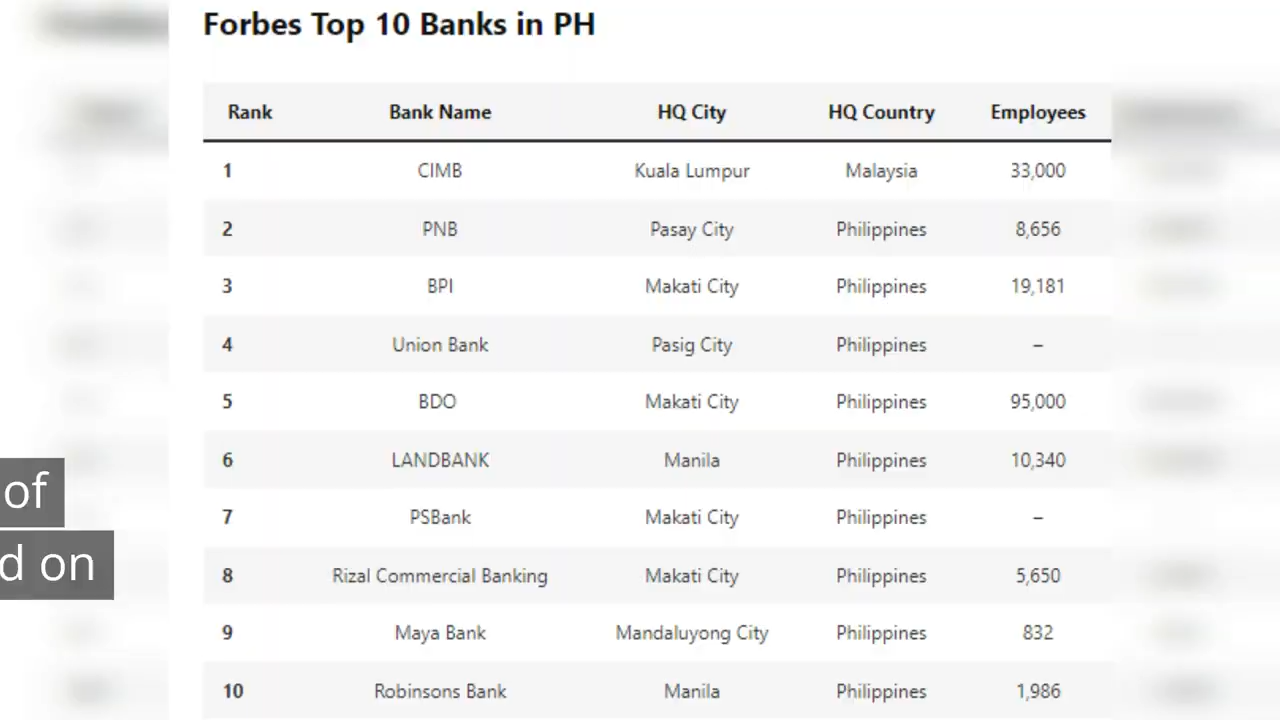 Forbes Top 10 Banks in PH
Rank Bank Name HQ City HQ Country Employees
1 CIMB Kuala Lumpur Malaysia 33,000
2 PNB Pasay City Philippines 8,656
3 BPI Makati City Philippines 19,181
4 Union Bank Pasig City Philippines –
5 BDO Makati City Philippines 95,000
6 LANDBANK Manila Philippines 10,340
7 PSBank Makati City Philippines –
8 Rizal Commercial Banking Makati City Philippines 5,650
9 Maya Bank Mandaluyong City Philippines 832
10 Robinsons Bank Manila Philippines 1,986
of
d on